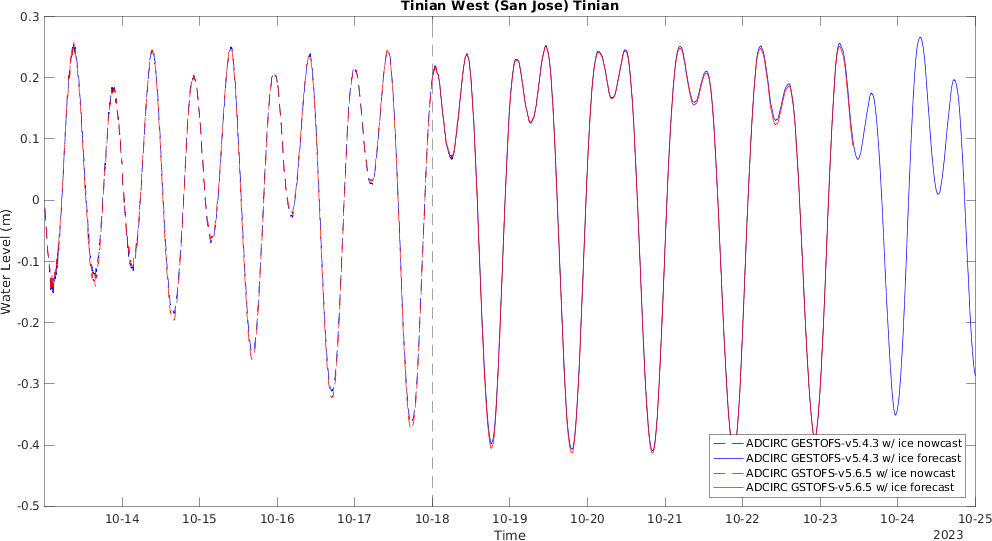 Tinian West (San Jose) Tinian
0.3
0.2
0.1
0
-0.1
-0.2
-0.3
-0.4
-0.5
Water Level (m)
ADCIRC GESTOFS-v5.4.3 w/ ice nowcast
ADCIRC GESTOFS-v5.4.3 w/ ice forecast
ADCIRC GSTOFS-v5.6.5 w/ ice nowcast
ADCIRC GSTOFS-v5.6.5 w/ ice forecast
10-14 10-15 10-16 10-17 10-18 10-19 10-20 10-21 10-22 10-23 10-24 10-25
Time
2023